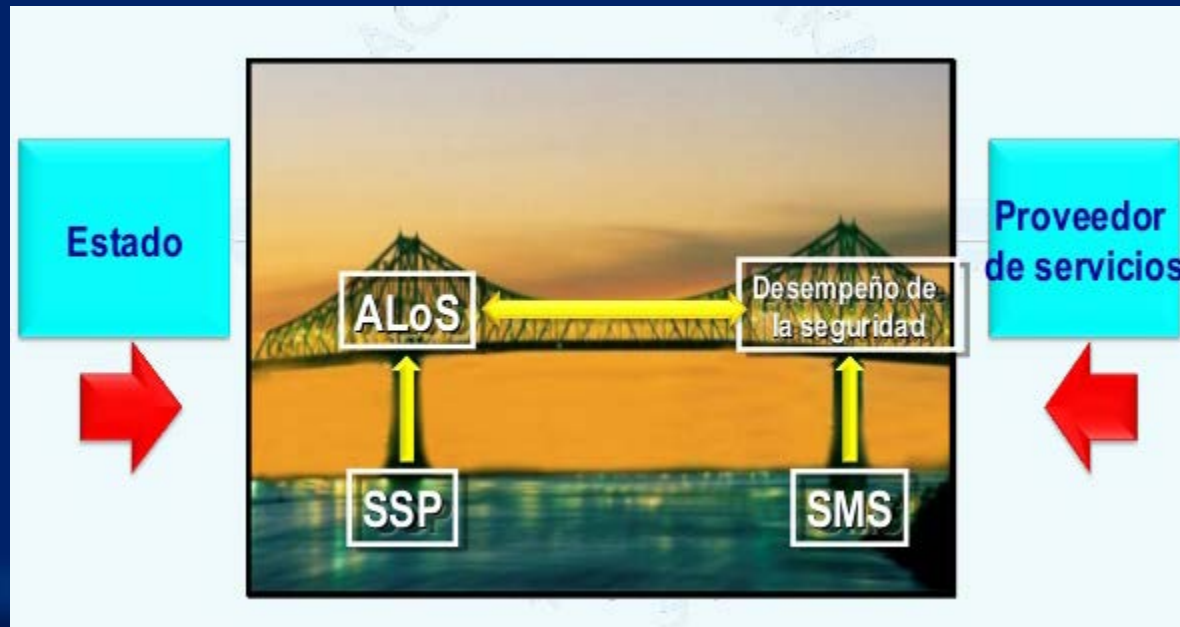 Estado
Proveedor
de servicios
ALoS
Desempeño de
la seguridad
SSP
SMS